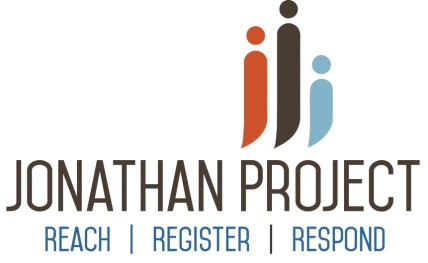 JONATHAN PROJECT
REACH | REGISTER | RESPOND